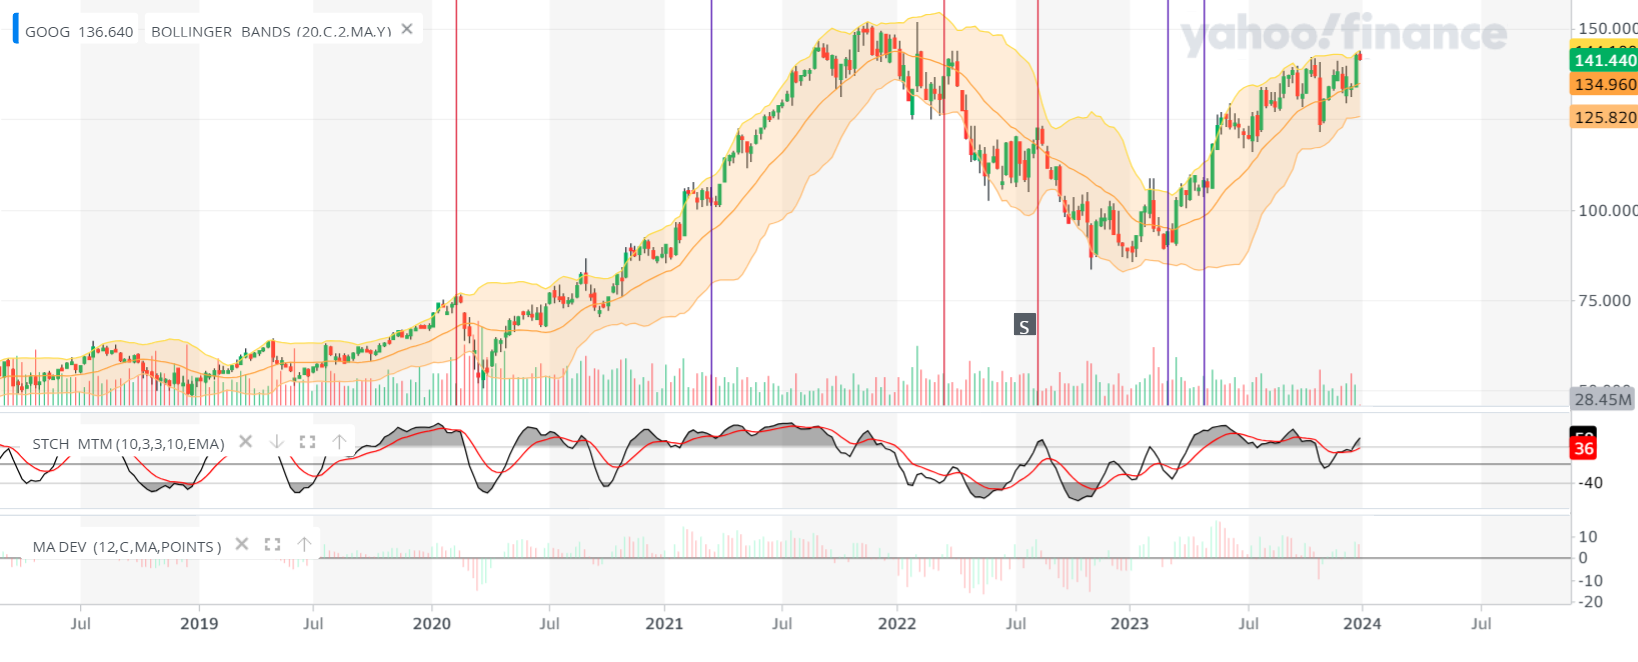 GOOG 136.640 BOLLINGER BANDS (20,C,2,MA,Y) ✕
yahoo!finance
150.000
141.440
134.960
125.820
100.000
75.000
S
28.45M
STCH MTM (10,3,3,10,EMA)
36
-40
MA DEV (12,C,MA,POINTS)
10
0
-10
-20
Jul 2019 Jul 2020 Jul 2021 Jul 2022 Jul 2023 Jul 2024 Jul